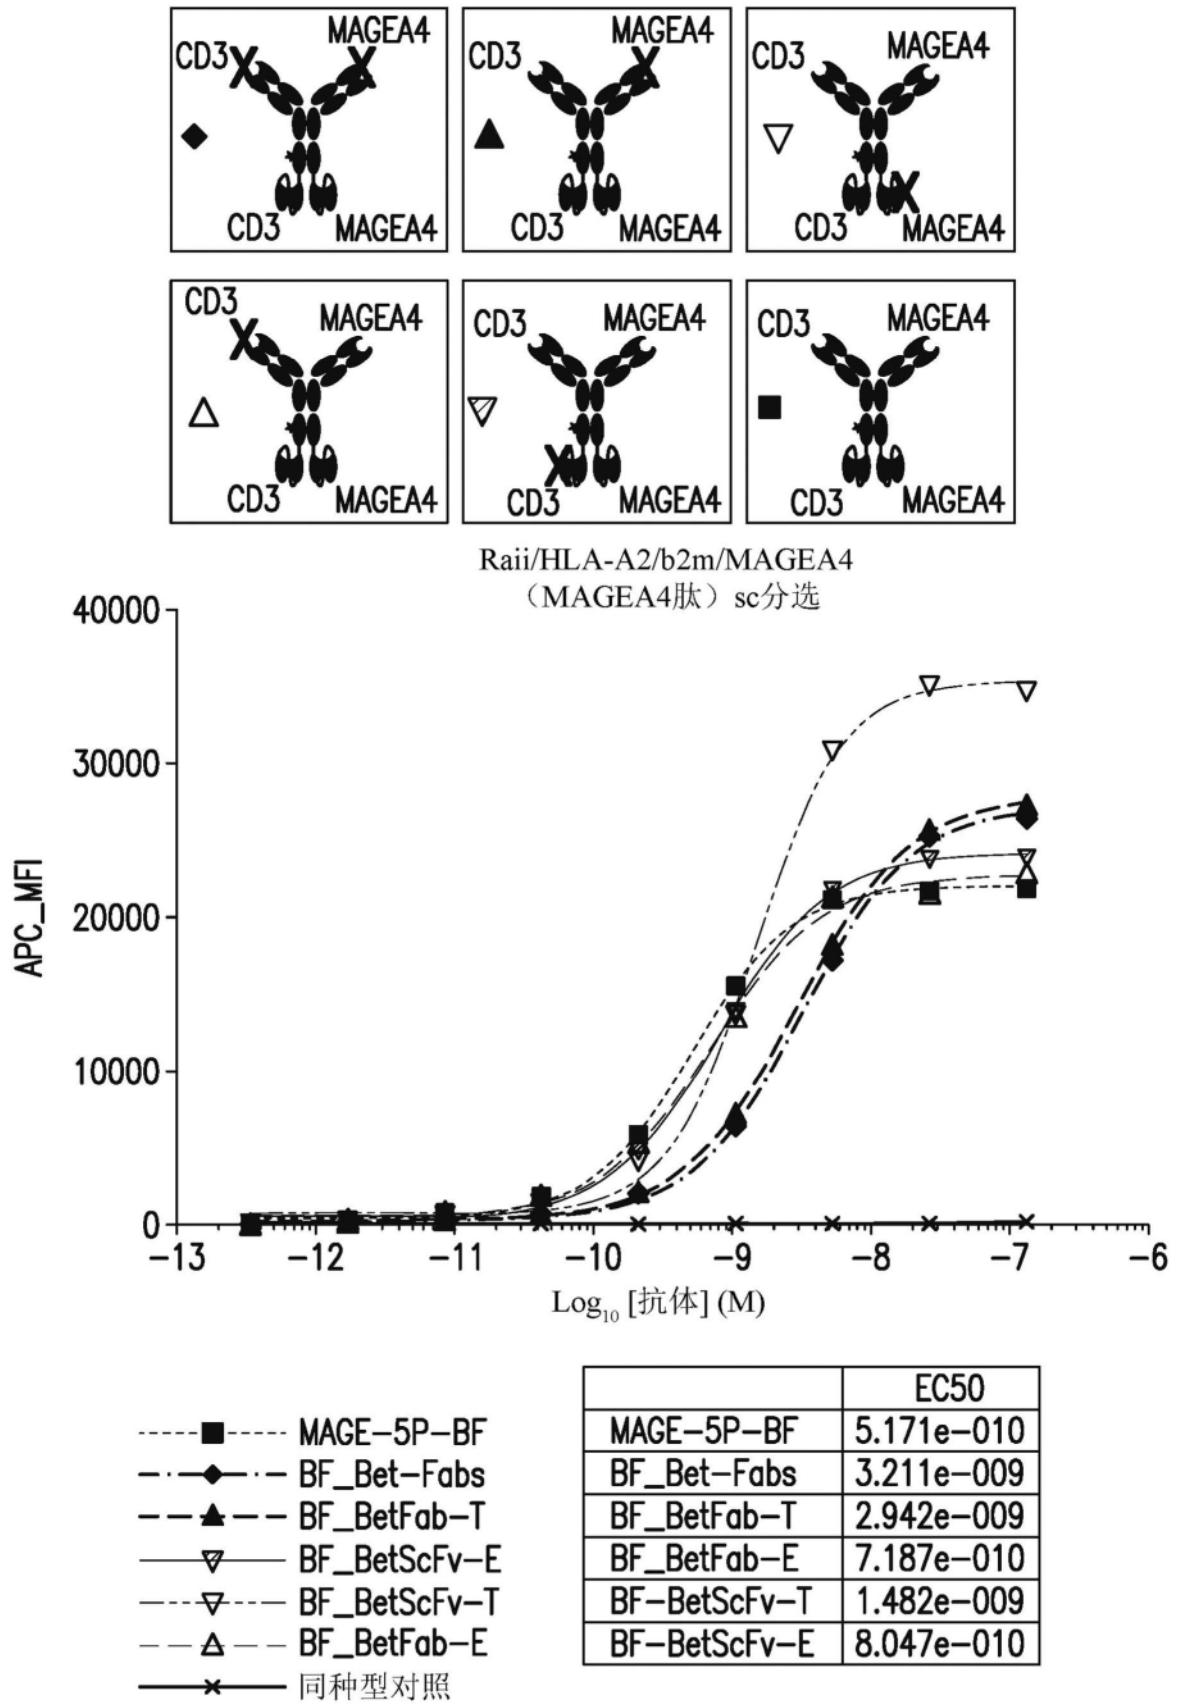 CD3 MAGEA4
CD3 MAGEA4
CD3 MAGEA4
CD3 MAGEA4
CD3 MAGEA4
CD3 MAGEA4
CD3 MAGEA4
CD3 MAGEA4
CD3 MAGEA4
CD3 MAGEA4
CD3 MAGEA4
CD3 MAGEA4
Raii/HLA-A2/b2m/MAGEA4
（MAGEA4肽）sc分选
APC_MFI
40000
30000
20000
10000
0
-13 -12 -11 -10 -9 -8 -7 -6
Log10 [抗体] (M)
MAGE-5P-BF
BF_Bet-Fabs
BF_BetFab-T
BF_BetScFv-E
BF_BetScFv-T
BF_BetFab-E
同种型对照
EC50
MAGE-5P-BF 5.171e-010
BF_Bet-Fabs 3.211e-009
BF_BetFab-T 2.942e-009
BF_BetFab-E 7.187e-010
BF-BetScFv-T 1.482e-009
BF-BetScFv-E 8.047e-010